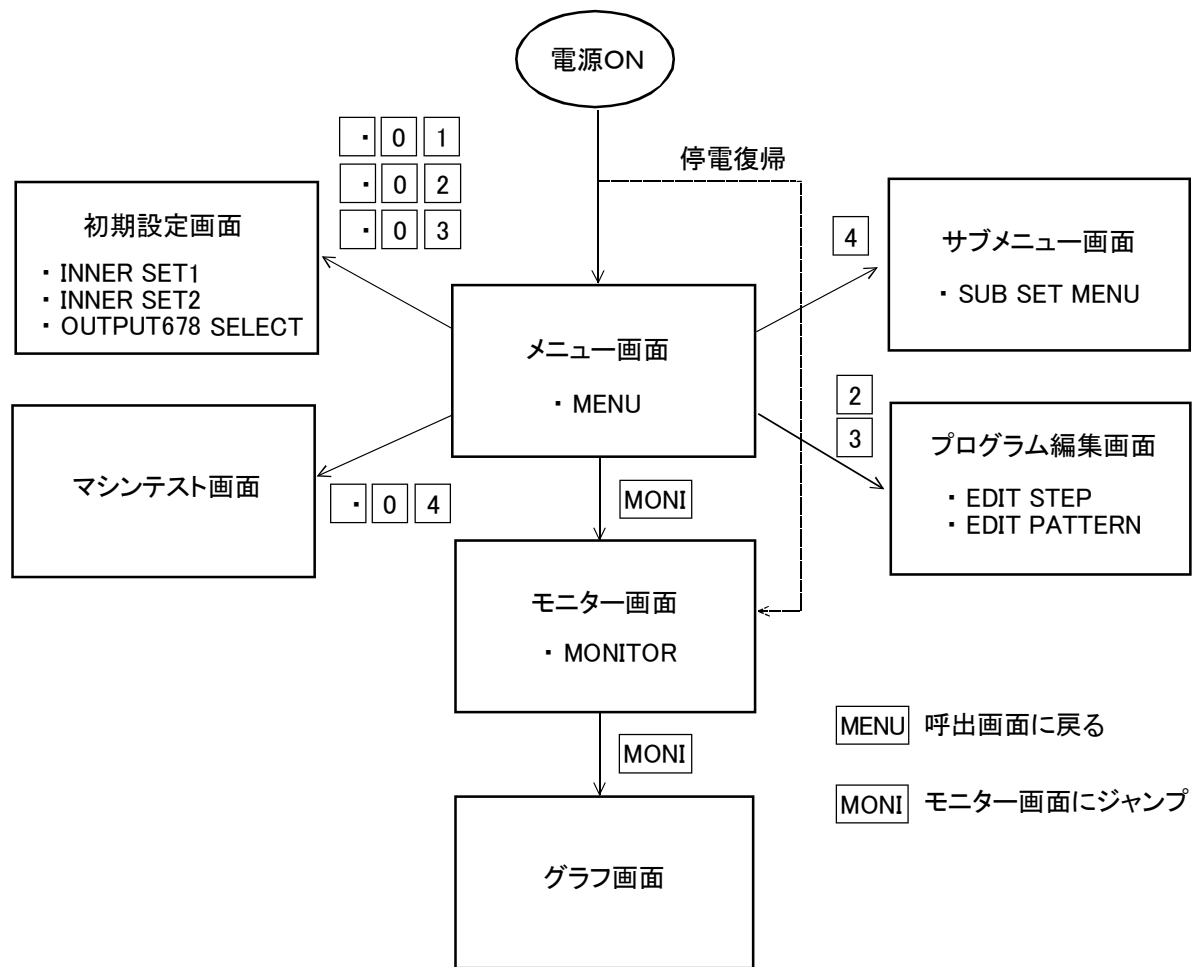 電源ON
・ 0 1
・ 0 2
・ 0 3
停電復帰
初期設定画面
・ INNER SET1
・ INNER SET2
・ OUTPUT678 SELECT
4
サブメニュー画面
・ SUB SET MENU
メニュー画面
・ MENU
2
3
プログラム編集画面
・ EDIT STEP
・ EDIT PATTERN
マシンテスト画面
・ 0 4
MONI
モニター画面
・ MONITOR
MENU 呼出画面に戻る
MONI
MONI モニター画面にジャンプ
グラフ画面